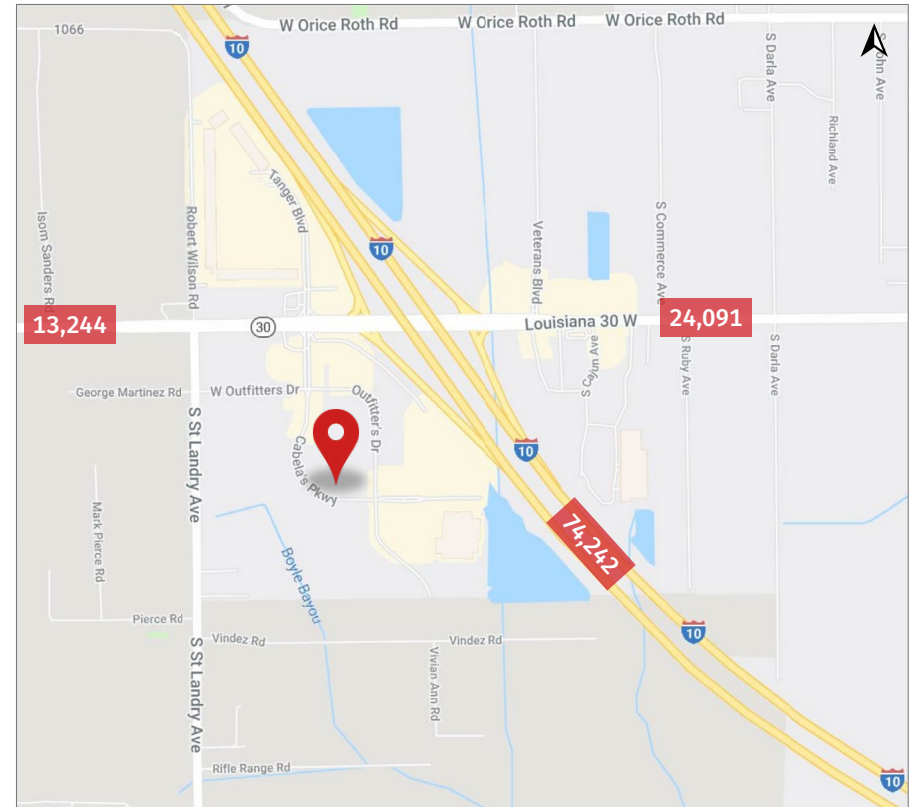 1066
W Orice Roth Rd
W Orice Roth Rd
W Orice Roth Rd
10
S Darla Ave
S John Ave
Richland Ave
Tanger Blvd
Isom Sanders Rd
Robert Wilson Rd
10
Veterans Blvd
S Commerce Ave
13,244
30
Louisiana 30 W
24,091
S Cajun Ave
S Ruby Ave
S Darla Ave
George Martinez Rd
W Outfitters Dr
Outfitter's Dr
S St Landry Ave
Cabela's Pkwy
10
Mark Pierce Rd
74,242
Boyle Bayou
Pierce Rd
Vindez Rd
Vindez Rd
10
S St Landry Ave
Vivian Ann Rd
Rifle Range Rd
10